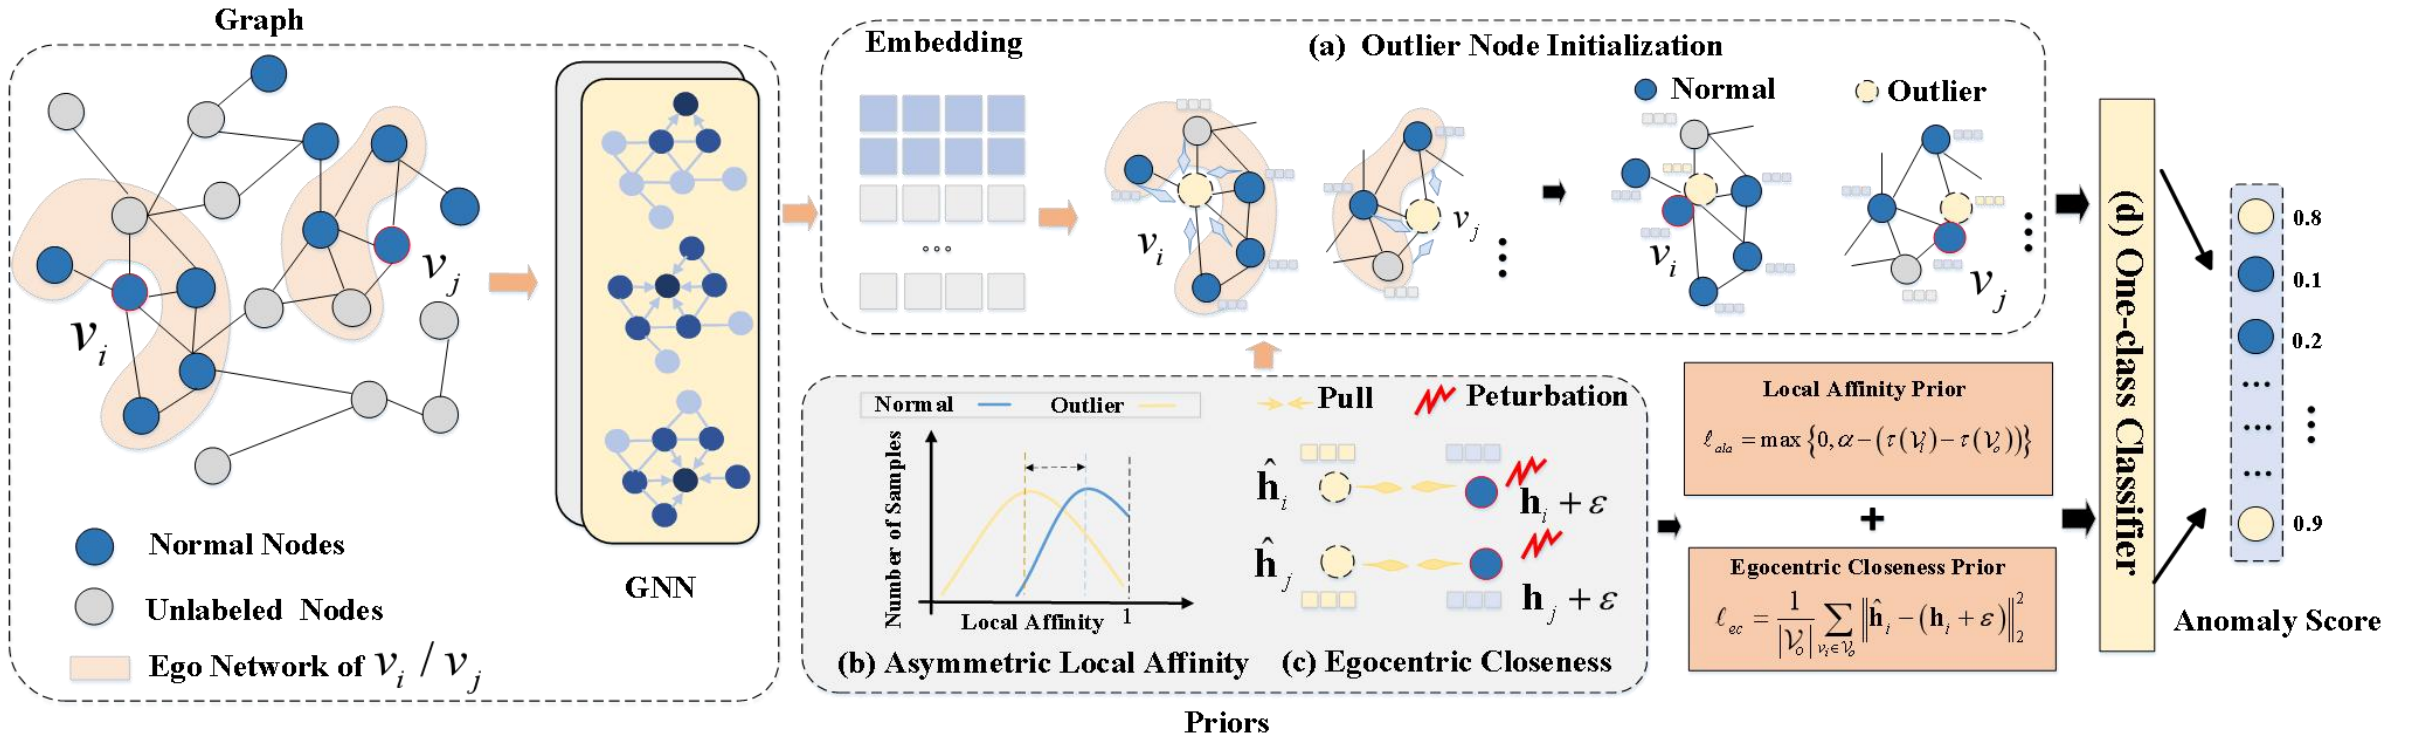 Graph
v_i
v_j
Normal Nodes
Unlabeled Nodes
Ego Network of v_i / v_j
GNN
Embedding
...
(a) Outlier Node Initialization
Normal
Outlier
v_i
v_j
v_i
v_j
Normal
Outlier
Number of Samples
Local Affinity
1
(b) Asymmetric Local Affinity
Pull
Peturbation
ĥ_i
h_i + ε
ĥ_j
h_j + ε
(c) Egocentric Closeness
Priors
Local Affinity Prior
ℓ_ala = max {0, α − (τ(𝒱_l) − τ(𝒱_o))}
+
Egocentric Closeness Prior
ℓ_ec = 1/|𝒱_o| ∑_{v_i∈𝒱_o} ‖ĥ_i − (h_i + ε)‖₂²
(d) One-class Classifier
0.8
0.1
0.2
...
...
...
0.9
Anomaly Score